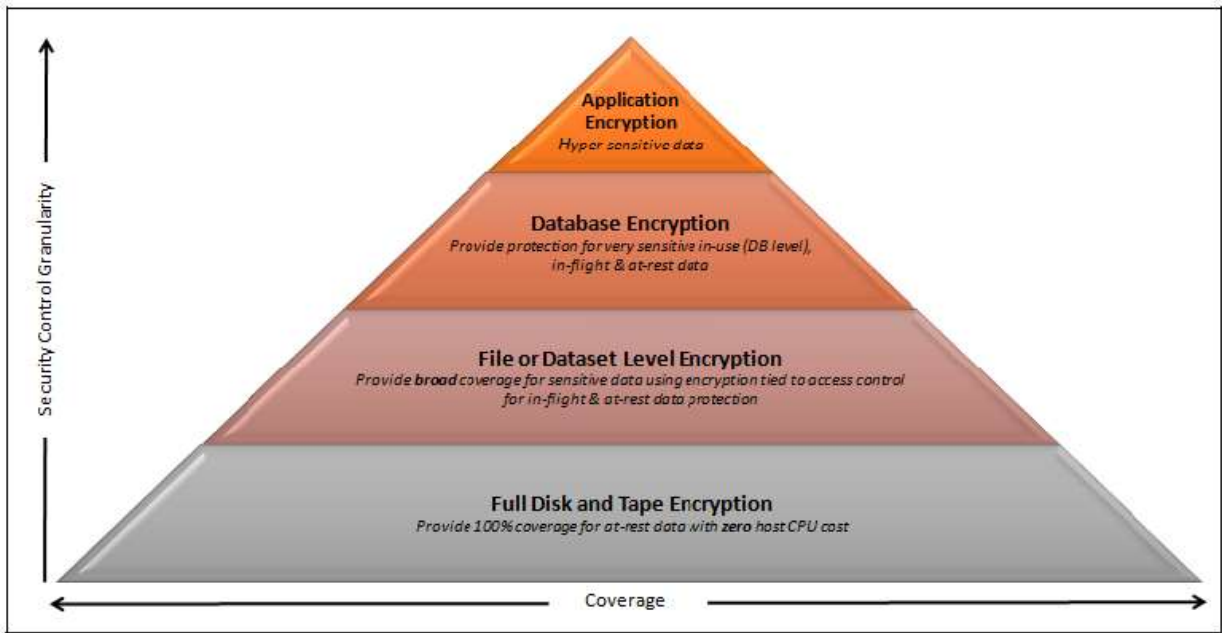 Application
Encryption
Hyper sensitive data
Database Encryption
Provide protection for very sensitive in-use (DB level),
in-flight & at-rest data
File or Dataset Level Encryption
Provide broad coverage for sensitive data using encryption tied to access control
for in-flight & at-rest data protection
Full Disk and Tape Encryption
Provide 100% coverage for at-rest data with zero host CPU cost
Security Control Granularity
Coverage